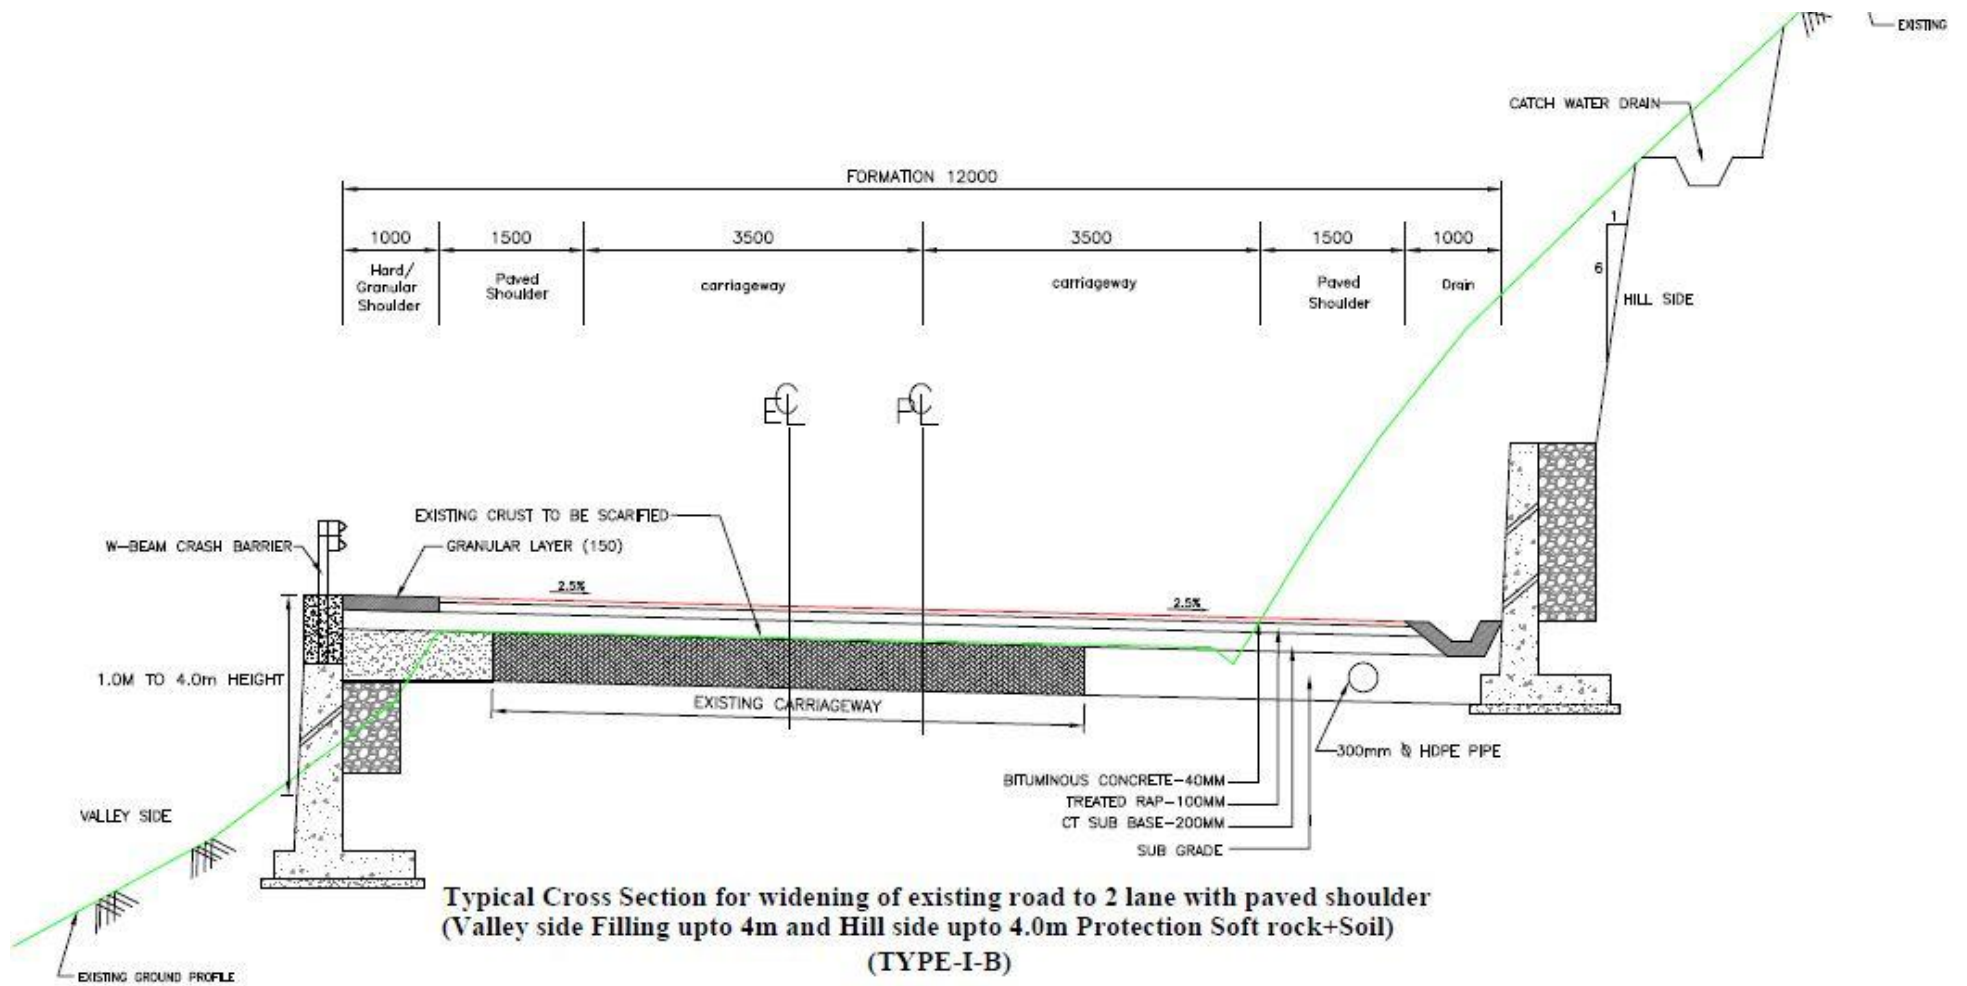 EXISTING
CATCH WATER DRAIN
FORMATION 12000
1000
1500
3500
3500
1500
1000
Hard/
Granular
Shoulder
Paved
Shoulder
carriageway
carriageway
Paved
Shoulder
Drain
1
6
HILL SIDE
E℄
P℄
EXISTING CRUST TO BE SCARIFIED
W-BEAM CRASH BARRIER
GRANULAR LAYER (150)
2.5%
2.5%
1.0M TO 4.0m HEIGHT
EXISTING CARRIAGEWAY
300mm ϕ HDPE PIPE
BITUMINOUS CONCRETE-40MM
TREATED RAP-100MM
CT SUB BASE-200MM
SUB GRADE
VALLEY SIDE
Typical Cross Section for widening of existing road to 2 lane with paved shoulder
(Valley side Filling upto 4m and Hill side upto 4.0m Protection Soft rock+Soil)
(TYPE-I-B)
EXISTING GROUND PROFILE